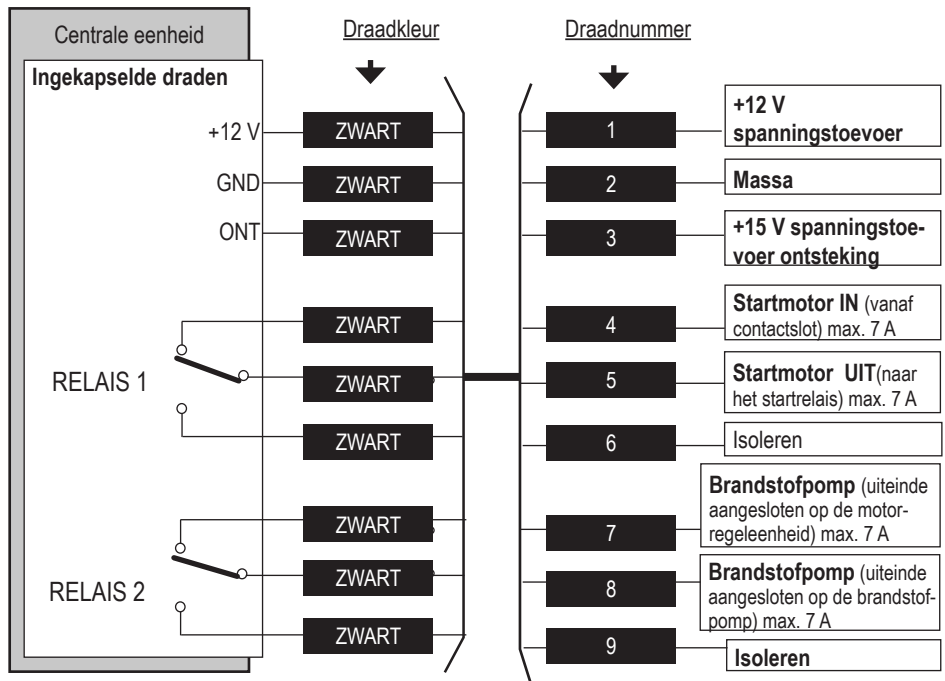 Centrale eenheid
Draadkleur
Draadnummer
Ingekapselde draden
+12 V
ZWART
1
+12 V
spanningstoevoer
GND
ZWART
2
Massa
ONT
ZWART
3
+15 V spanningstoe-
voer ontsteking
ZWART
4
Startmotor IN (vanaf
contactslot) max. 7 A
RELAIS 1
ZWART
5
Startmotor UIT(naar
het startrelais) max. 7 A
ZWART
6
Isoleren
ZWART
7
Brandstofpomp (uiteinde
aangesloten op de motor-
regeleenheid) max. 7 A
RELAIS 2
ZWART
8
Brandstofpomp (uiteinde
aangesloten op de brandstof-
pomp) max. 7 A
ZWART
9
Isoleren